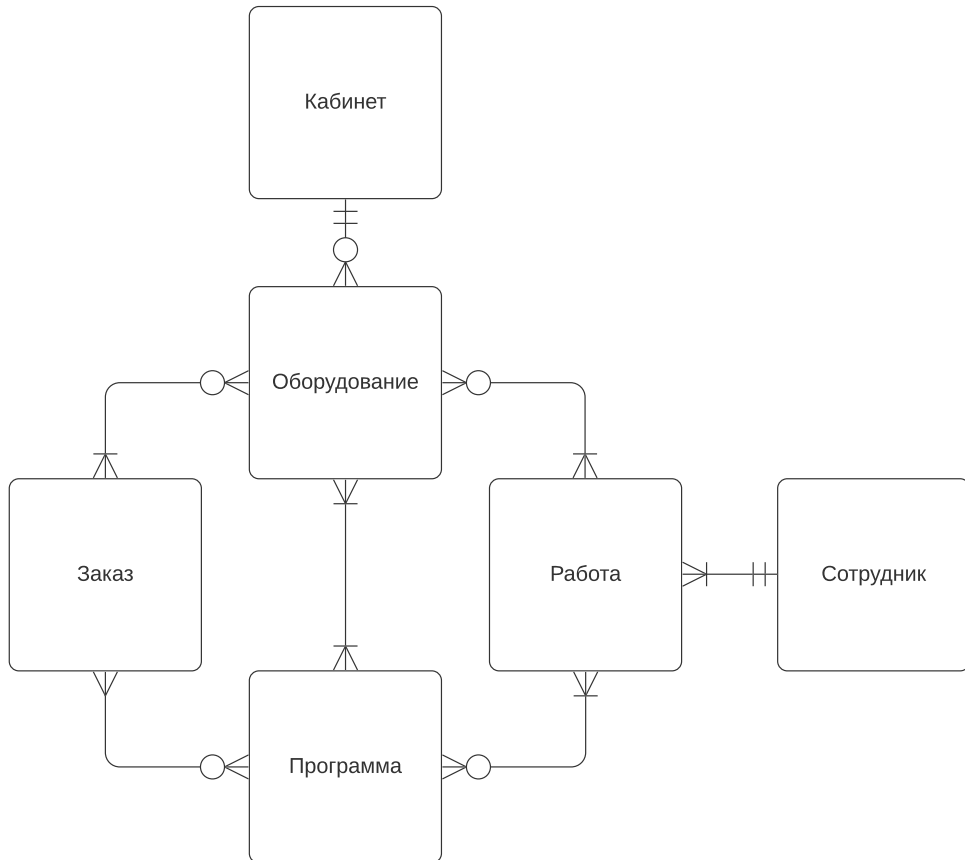 Кабинет
Оборудование
Заказ
Работа
Сотрудник
Программа